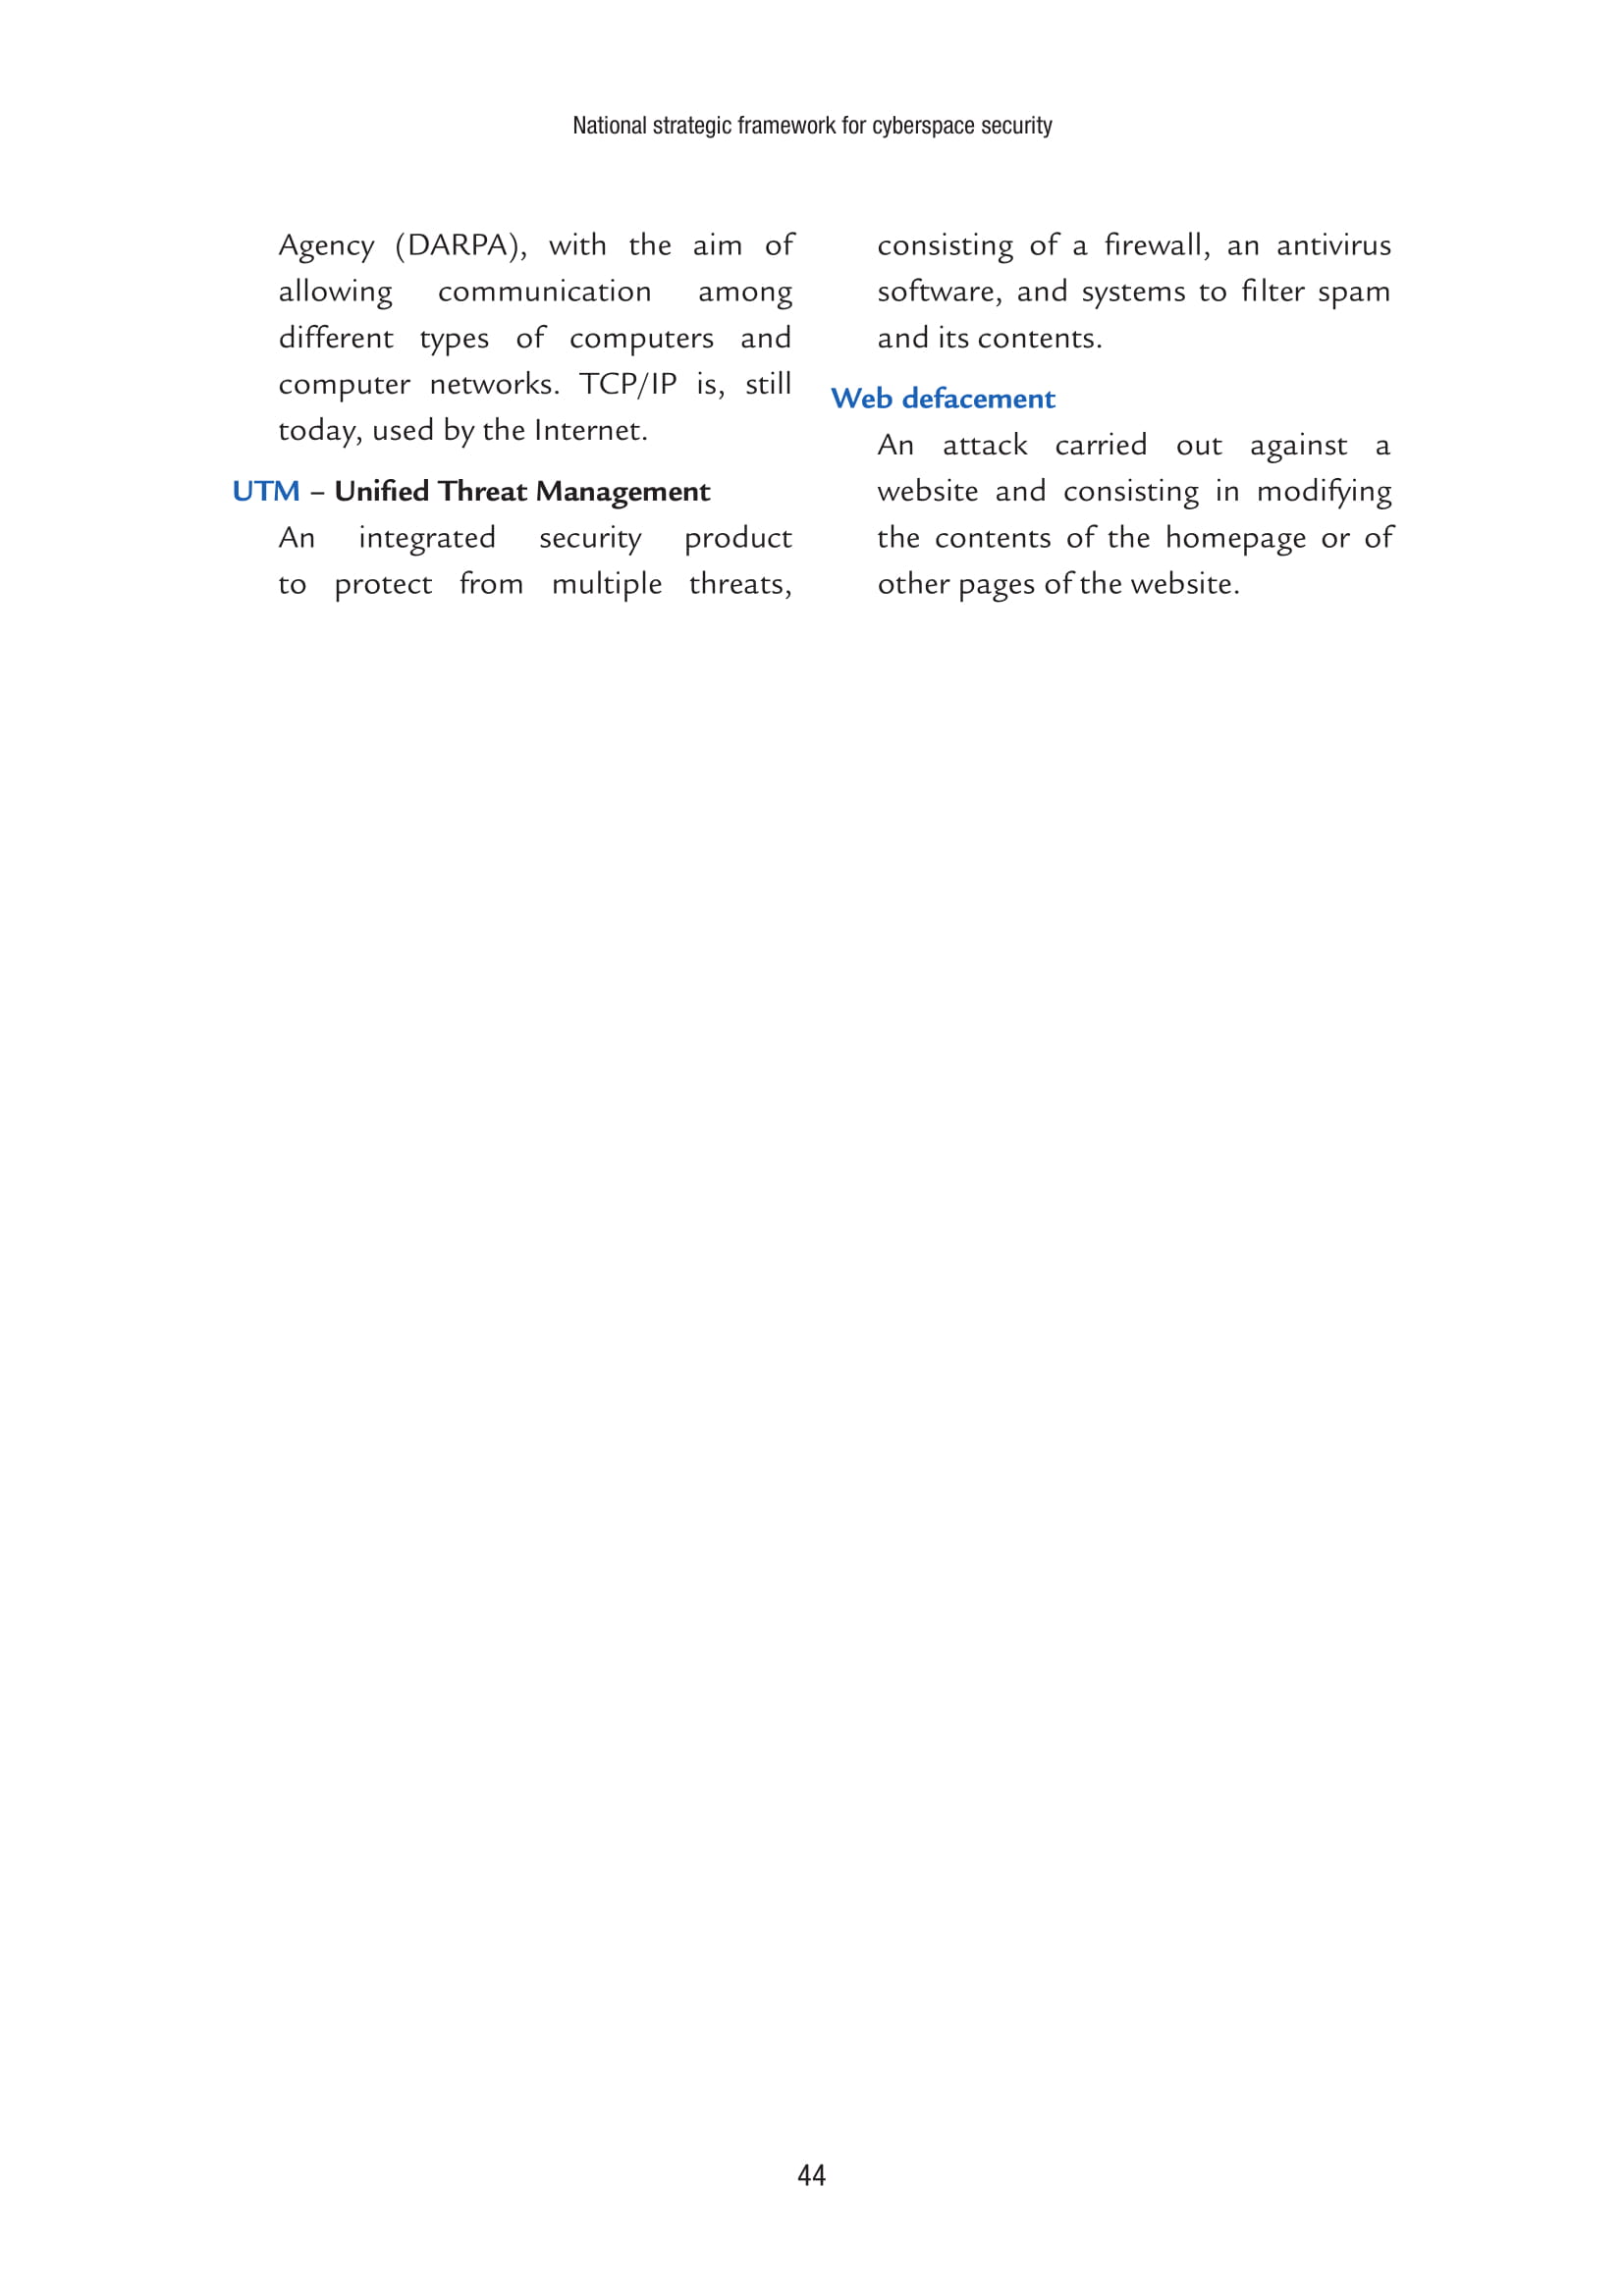 National strategic framework for cyberspace security
Agency (DARPA), with the aim of
allowing communication among
different types of computers and
computer networks. TCP/IP is, still
today, used by the Internet.
UTM – Unified Threat Management
An integrated security product
to protect from multiple threats,
consisting of a firewall, an antivirus
software, and systems to filter spam
and its contents.
Web defacement
An attack carried out against a
website and consisting in modifying
the contents of the homepage or of
other pages of the website.
44